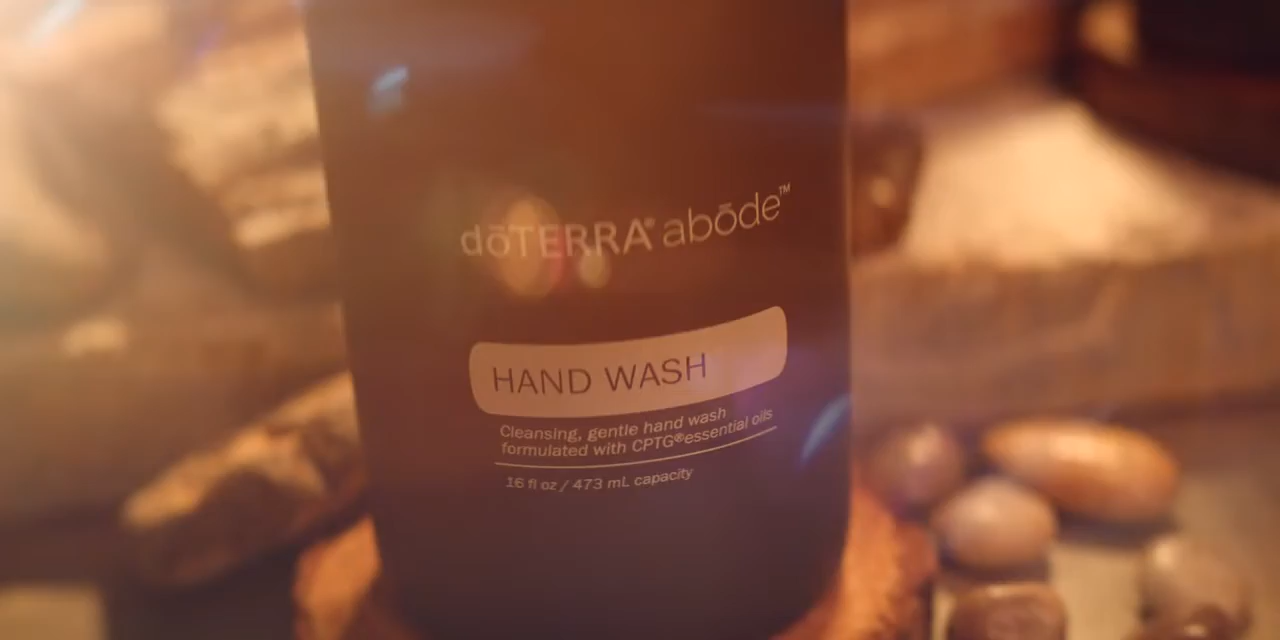 dōTERRA® abōde™
HAND WASH
Cleansing, gentle hand wash
formulated with CPTG® essential oils
16 fl oz / 473 mL capacity